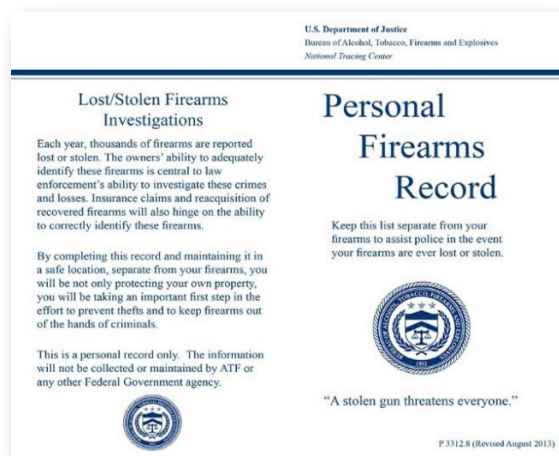 U.S. Department of Justice
Bureau of Alcohol, Tobacco, Firearms and Explosives
National Tracing Center
Lost/Stolen Firearms
Investigations
Each year, thousands of firearms are reported
lost or stolen. The owners' ability to adequately
identify these firearms is central to law
enforcement's ability to investigate these crimes
and losses. Insurance claims and reacquisition of
recovered firearms will also hinge on the ability
to correctly identify these firearms.
By completing this record and maintaining it in
a safe location, separate from your firearms, you
will be not only protecting your own property,
you will be taking an important first step in the
effort to prevent thefts and to keep firearms out
of the hands of criminals.
This is a personal record only. The information
will not be collected or maintained by ATF or
any other Federal Government agency.
Personal
Firearms
Record
Keep this list separate from your
firearms to assist police in the event
your firearms are ever lost or stolen.
BUREAU OF ALCOHOL, TOBACCO, FIREARMS AND EXPLOSIVES
"A stolen gun threatens everyone."
P 3312.8 (Revised August 2013)